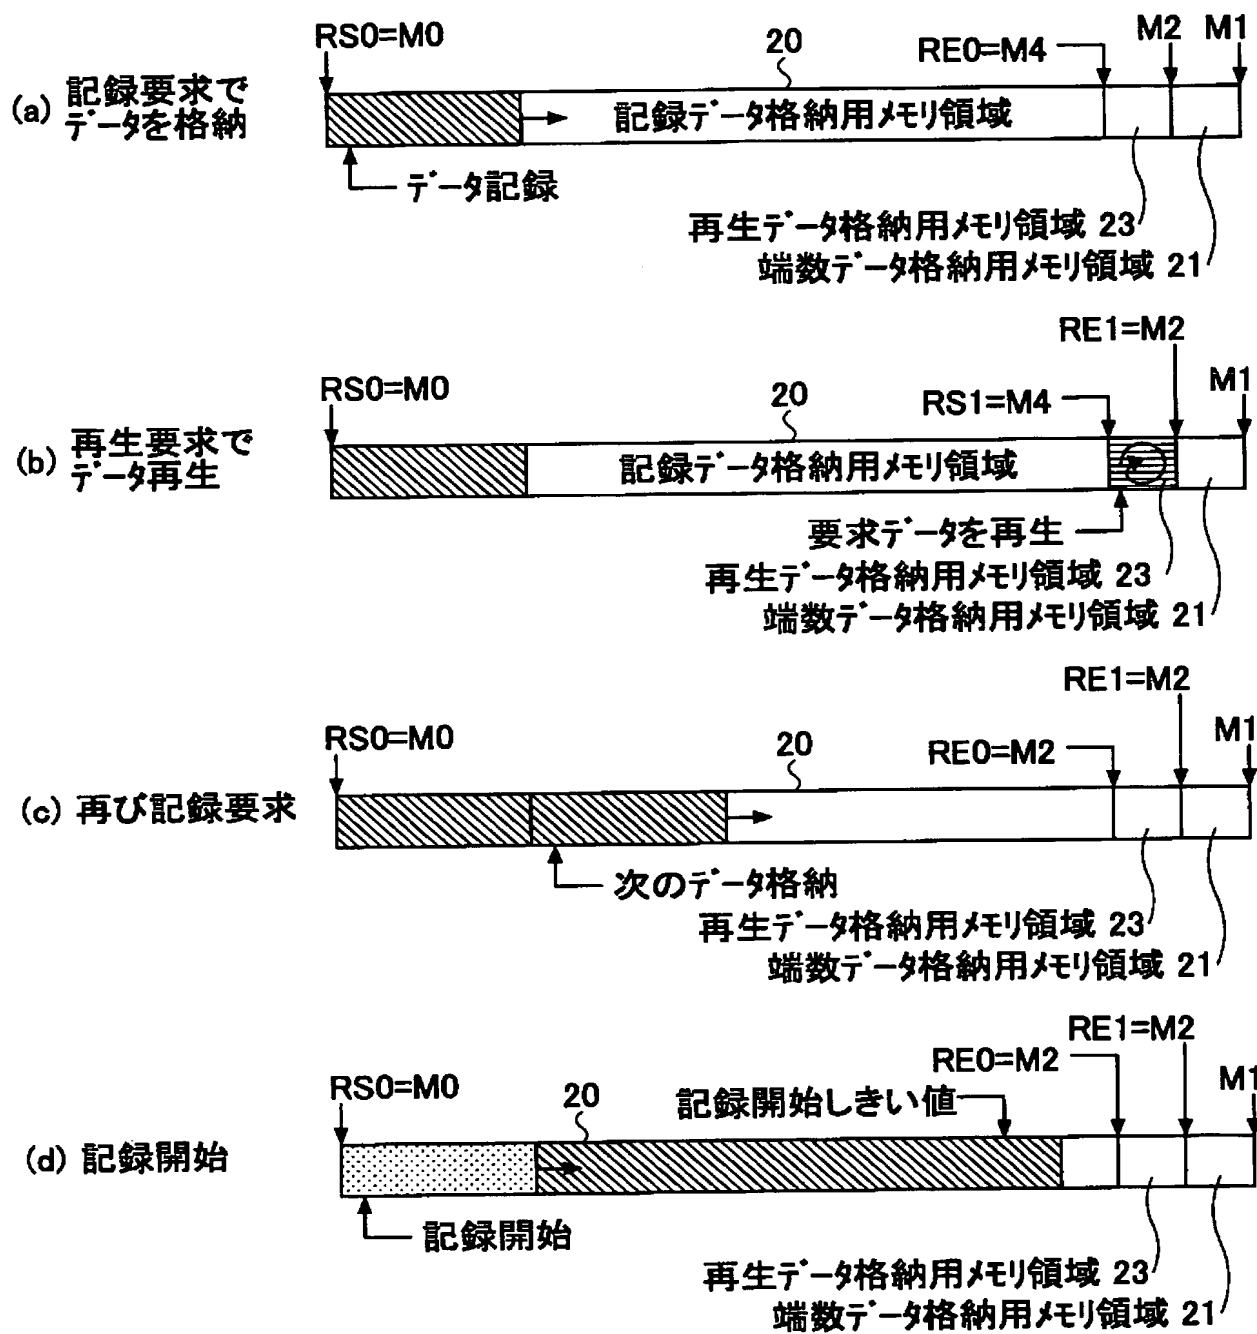 RS0=M0
20
RE0=M4
M2
M1
(a) 記録要求で
データを格納
記録データ格納用メモリ領域
データ記録
再生データ格納用メモリ領域 23
端数データ格納用メモリ領域 21
RE1=M2
RS0=M0
20
RS1=M4
M1
(b) 再生要求で
データ再生
記録データ格納用メモリ領域
要求データを再生
再生データ格納用メモリ領域 23
端数データ格納用メモリ領域 21
RE1=M2
RS0=M0
20
RE0=M2
M1
(c) 再び記録要求
次のデータ格納
再生データ格納用メモリ領域 23
端数データ格納用メモリ領域 21
RE1=M2
RE0=M2
M1
RS0=M0
20
記録開始しきい値
(d) 記録開始
記録開始
再生データ格納用メモリ領域 23
端数データ格納用メモリ領域 21